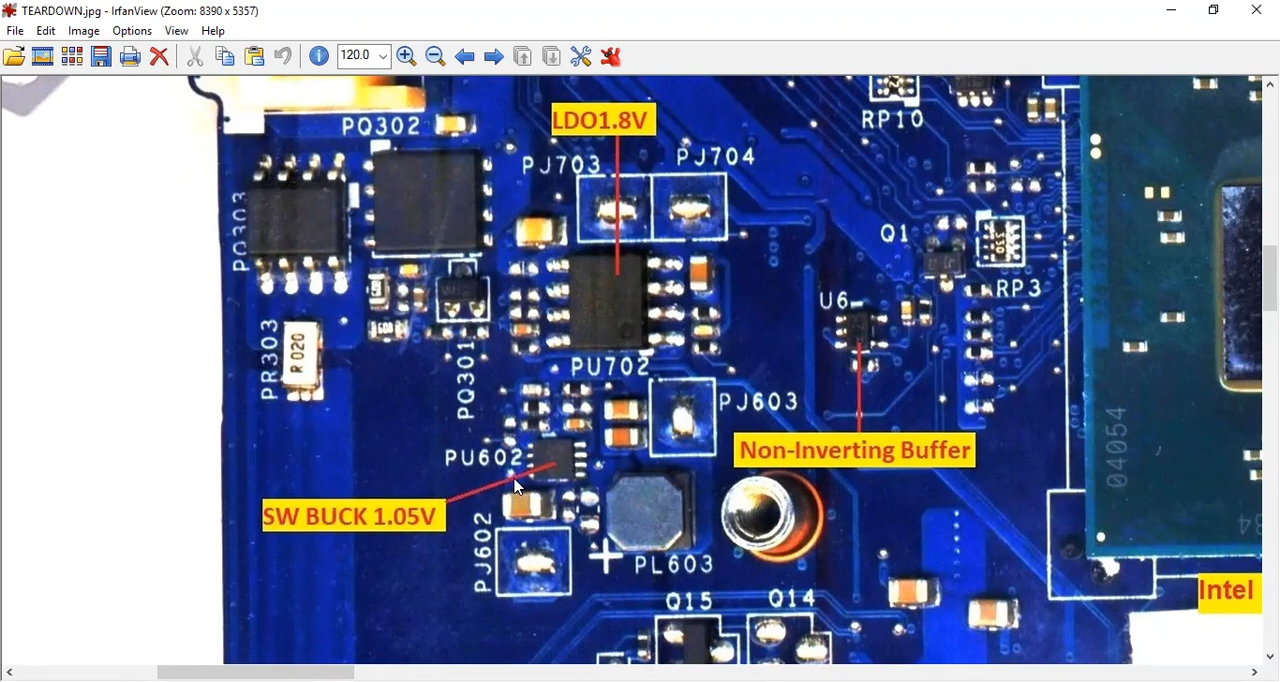 TEARDOWN.jpg - IrfanView (Zoom: 8390 x 5357)
File Edit Image Options View Help
120.0
PQ302
LDO1.8V
RP10
PJ703
PJ704
PQ303
Q1
RP3
U6
PR303
R020
PQ301
PU702
PJ603
330
04054
PU602
Non-Inverting Buffer
SW BUCK 1.05V
PJ602
PL603
Intel
Q15
Q14